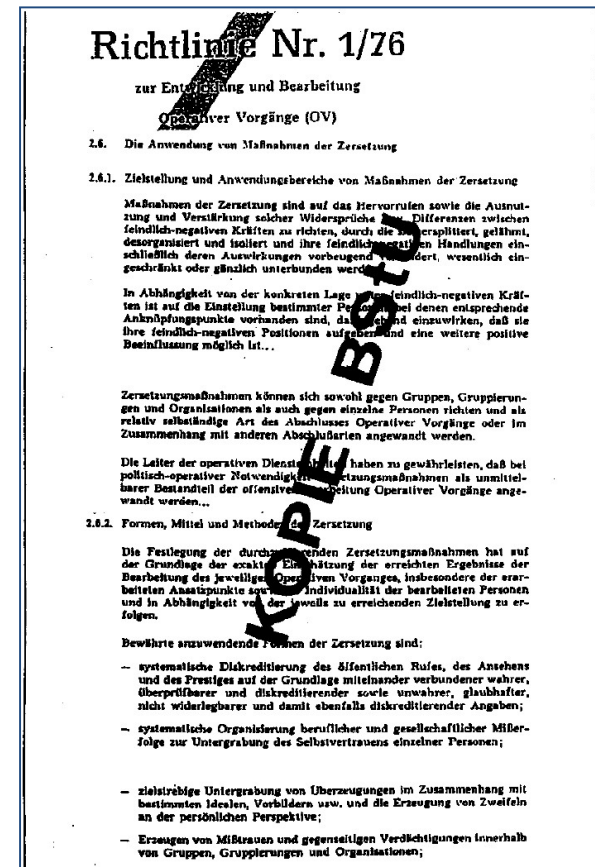 Richtlinie Nr. 1/76
zur Entwicklung und Bearbeitung
Operativer Vorgänge (OV)
2.6. Die Anwendung von Maßnahmen der Zersetzung
2.6.1. Zielstellung und Anwendungsbereiche von Maßnahmen der Zersetzung
Maßnahmen der Zersetzung sind auf das Hervorrufen sowie die Ausnut-
zung und Verstärkung solcher Widersprüche Differenzen zwischen
feindlich-negativen Kräften zu richten, durch die zersplittert, gelähmt,
desorganisiert und isoliert und ihre feindlich-negativen Handlungen ein-
schließlich deren Auswirkungen vorbeugend verhindert, wesentlich ein-
geschränkt oder gänzlich unterbunden werden
In Abhängigkeit von der konkreten Lage unter feindlich-negativen Kräf-
ten ist auf die Einstellung bestimmter Personen, bei denen entsprechende
Anknüpfungspunkte vorhanden sind, dahingehend einzuwirken, daß sie
ihre feindlich-negativen Positionen aufgeben und eine weitere positive
Beeinflussung möglich ist...
Zersetzungsmaßnahmen können sich sowohl gegen Gruppen, Gruppierun-
gen und Organisationen als auch gegen einzelne Personen richten und als
relativ selbständige Art des Abschlusses Operativer Vorgänge oder im
Zusammenhang mit anderen Abschlußarten angewandt werden.
Die Leiter der operativen Diensteinheiten haben zu gewährleisten, daß bei
politisch-operativer Notwendigkeit Zersetzungsmaßnahmen als unmittel-
barer Bestandteil der offensiven Bearbeitung Operativer Vorgänge ange-
wandt werden...
2.6.2. Formen, Mittel und Methoden der Zersetzung
Die Festlegung der durchzuführenden Zersetzungsmaßnahmen hat auf
der Grundlage der exakten Einschätzung der erreichten Ergebnisse der
Bearbeitung des jeweiligen Operativen Vorganges, insbesondere der erar-
beiteten Ansatzpunkte sowie Individualität der bearbeiteten Personen
und in Abhängigkeit von der jeweils zu erreichenden Zielstellung zu er-
folgen.
Bewährte anzuwendende Formen der Zersetzung sind:
— systematische Diskreditierung des öffentlichen Rufes, des Ansehens
und des Prestiges auf der Grundlage miteinander verbundener wahrer,
überprüfbarer und diskreditierender sowie unwahrer, glaubhafter,
nicht widerlegbarer und damit ebenfalls diskreditierender Angaben;
— systematische Organisierung beruflicher und gesellschaftlicher Mißer-
folge zur Untergrabung des Selbstvertrauens einzelner Personen;
— zielstrebige Untergrabung von Überzeugungen im Zusammenhang mit
bestimmten Idealen, Vorbildern usw. und die Erzeugung von Zweifeln
an der persönlichen Perspektive;
— Erzeugen von Mißtrauen und gegenseitigen Verdächtigungen innerhalb
von Gruppen, Gruppierungen und Organisationen;
KOPIE BStU